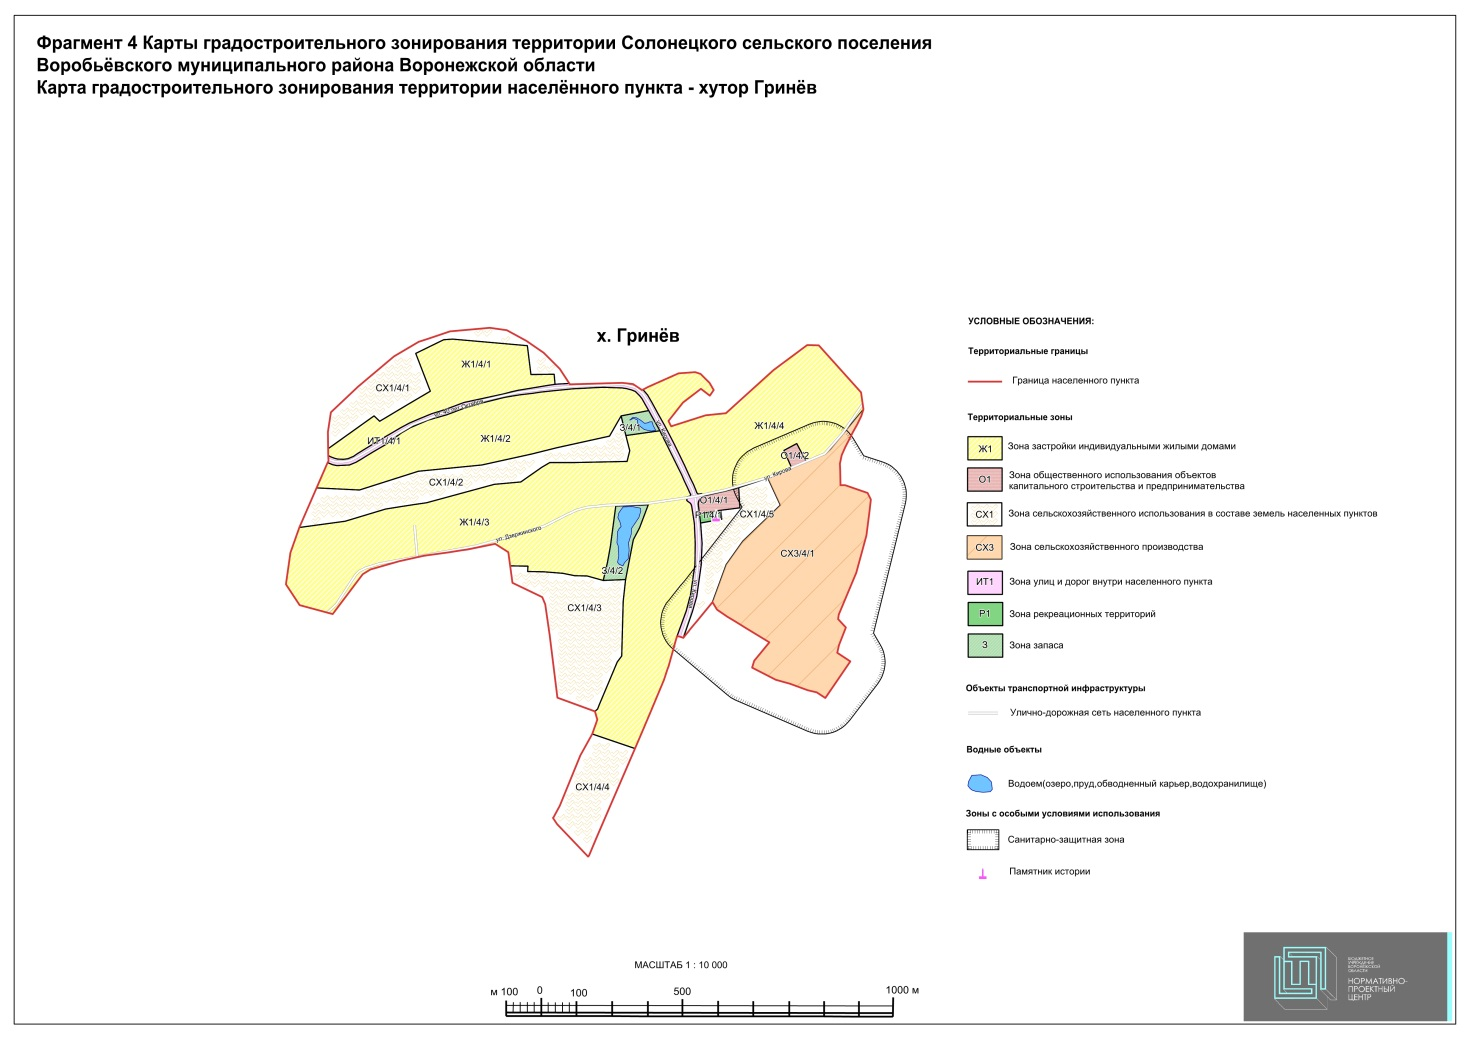 Фрагмент 4 Карты градостроительного зонирования территории Солонецкого сельского поселения
Воробьёвского муниципального района Воронежской области
Карта градостроительного зонирования территории населённого пункта - хутор Гринёв
х. Гринёв
Ж1/4/1
СХ1/4/1
ИТ1/4/1
Ж1/4/2
З/4/1
Ж1/4/4
О1/4/2
ул. Кирова
СХ1/4/2
О1/4/1
Р1/4/1
СХ1/4/5
Ж1/4/3
ул. Дзержинского
СХ3/4/1
З/4/2
СХ1/4/3
СХ1/4/4
УСЛОВНЫЕ ОБОЗНАЧЕНИЯ:
Территориальные границы
Граница населенного пункта
Территориальные зоны
Ж1 Зона застройки индивидуальными жилыми домами
О1 Зона общественного использования объектов
капитального строительства и предпринимательства
СХ1 Зона сельскохозяйственного использования в составе земель населенных пунктов
СХ3 Зона сельскохозяйственного производства
ИТ1 Зона улиц и дорог внутри населенного пункта
Р1 Зона рекреационных территорий
З Зона запаса
Объекты транспортной инфраструктуры
Улично-дорожная сеть населенного пункта
Водные объекты
Водоем(озеро,пруд,обводненный карьер,водохранилище)
Зоны с особыми условиями использования
Санитарно-защитная зона
Памятник истории
МАСШТАБ 1 : 10 000
м 100 0 100 500 1000 м
БЮДЖЕТНОЕ
УЧРЕЖДЕНИЕ
ВОРОНЕЖСКОЙ
ОБЛАСТИ
НОРМАТИВНО-
ПРОЕКТНЫЙ
ЦЕНТР